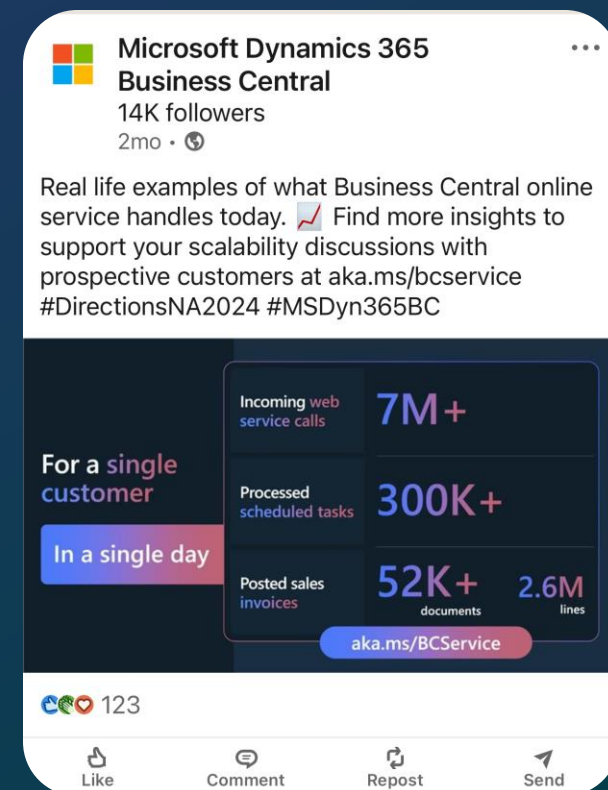 Microsoft Dynamics 365
Business Central
14K followers
2mo •
Real life examples of what Business Central online
service handles today. 📈 Find more insights to
support your scalability discussions with
prospective customers at aka.ms/bcservice
#DirectionsNA2024 #MSDyn365BC
For a single
customer
In a single day
Incoming web
service calls
7M+
Processed
scheduled tasks
300K+
Posted sales
invoices
52K+
documents
2.6M
lines
aka.ms/BCService
123
Like
Comment
Repost
Send